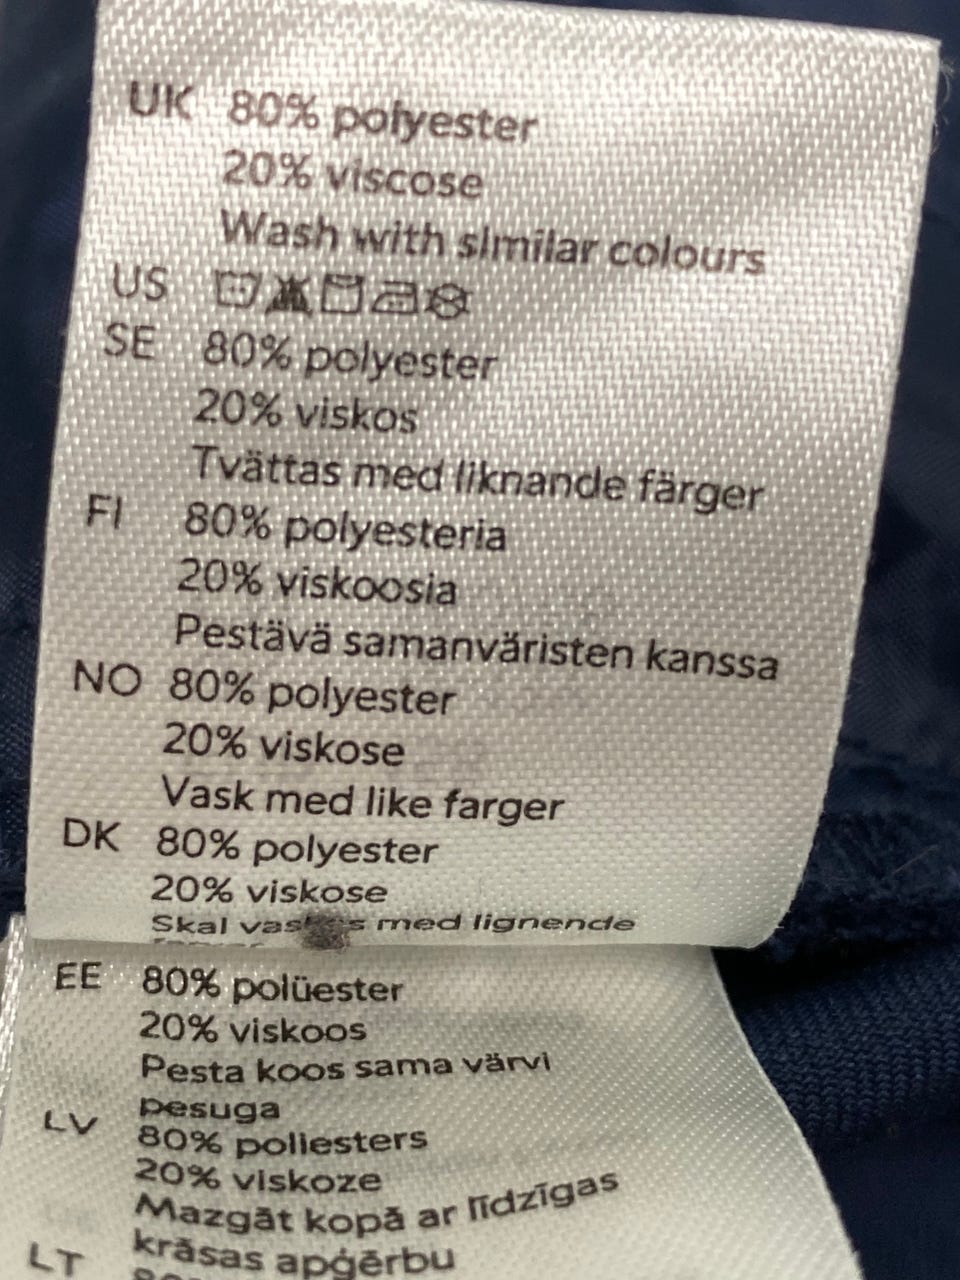 UK 80% polyester
20% viscose
Wash with similar colours
US
SE 80% polyester
20% viskos
Tvättas med liknande färger
FI 80% polyesteria
20% viskoosia
Pestävä samanväristen kanssa
NO 80% polyester
20% viskose
Vask med like farger
DK 80% polyester
20% viskose
Skal vaskes med lignende
EE 80% polüester
20% viskoos
Pesta koos sama värvi
pesuga
LV 80% poliesters
20% viskoze
Mazgāt kopā ar līdzīgas
krāsas apģērbu
LT